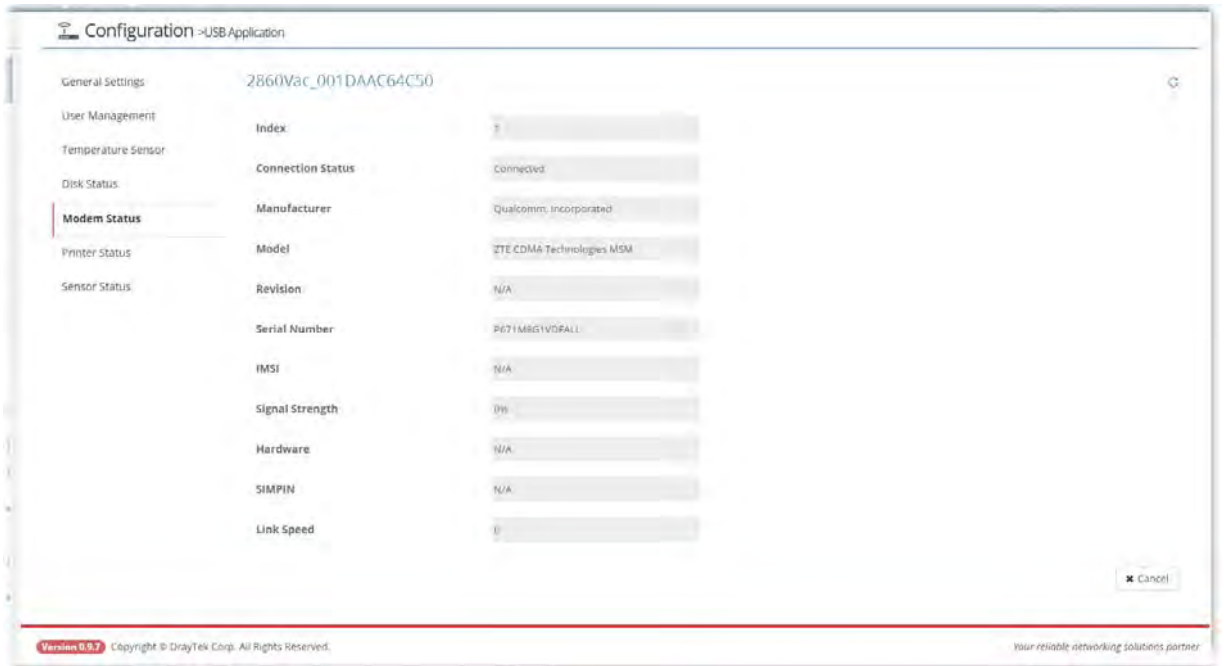 Configuration >USB Application
General Settings
User Management
Temperature Sensor
Disk Status
Modem Status
Printer Status
Sensor Status
2860Vac_001DAAC64C50
Index
Connection Status Connected
Manufacturer Qualcomm, Incorporated
Model ZTE CDMA Technologies MSM
Revision N/A
Serial Number
IMSI N/A
Signal Strength 0%
Hardware N/A
SIMPIN N/A
Link Speed 0
✖ Cancel
Version 0.9.7 Copyright © DrayTek Corp. All Rights Reserved.
Your reliable networking solutions partner